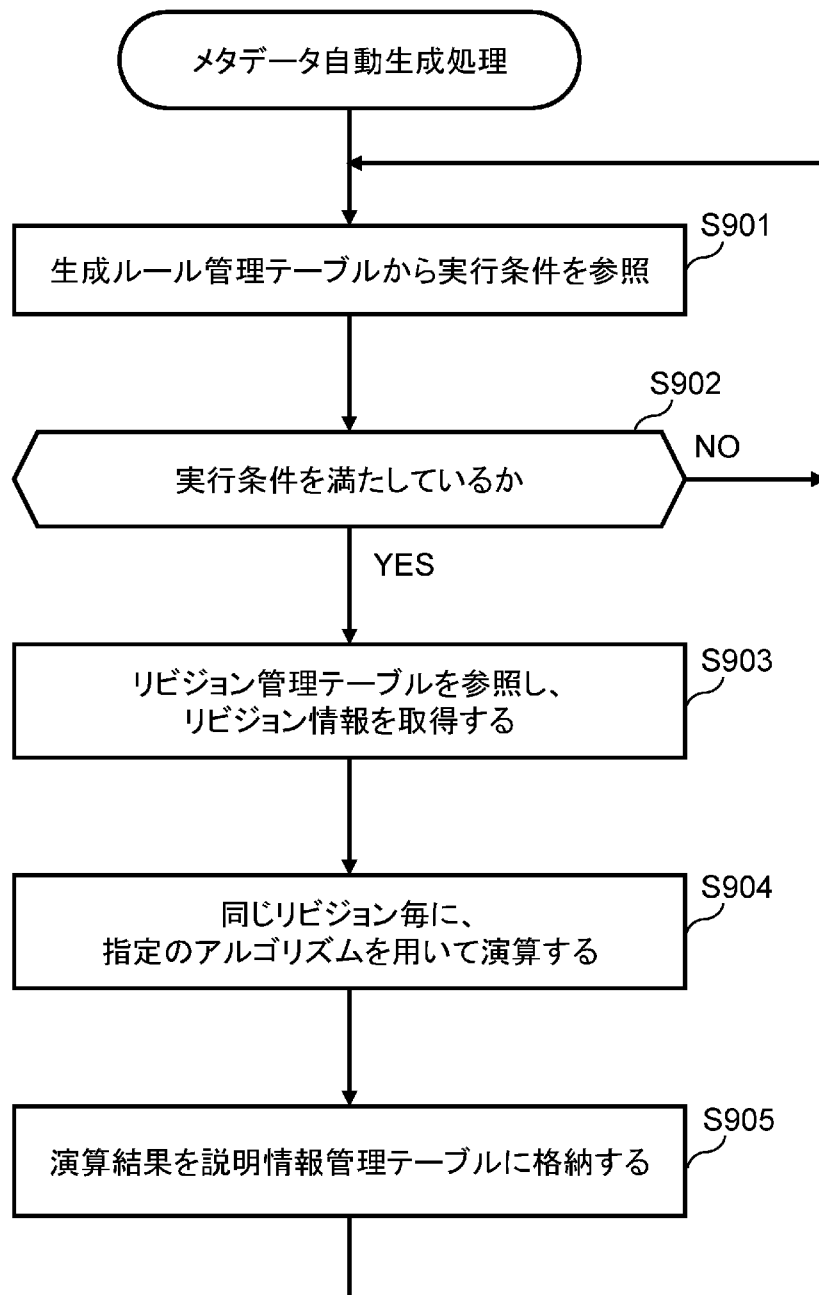 メタデータ自動生成処理
S901
生成ルール管理テーブルから実行条件を参照
S902
実行条件を満たしているか
NO
YES
S903
リビジョン管理テーブルを参照し、
リビジョン情報を取得する
S904
同じリビジョン毎に、
指定のアルゴリズムを用いて演算する
S905
演算結果を説明情報管理テーブルに格納する